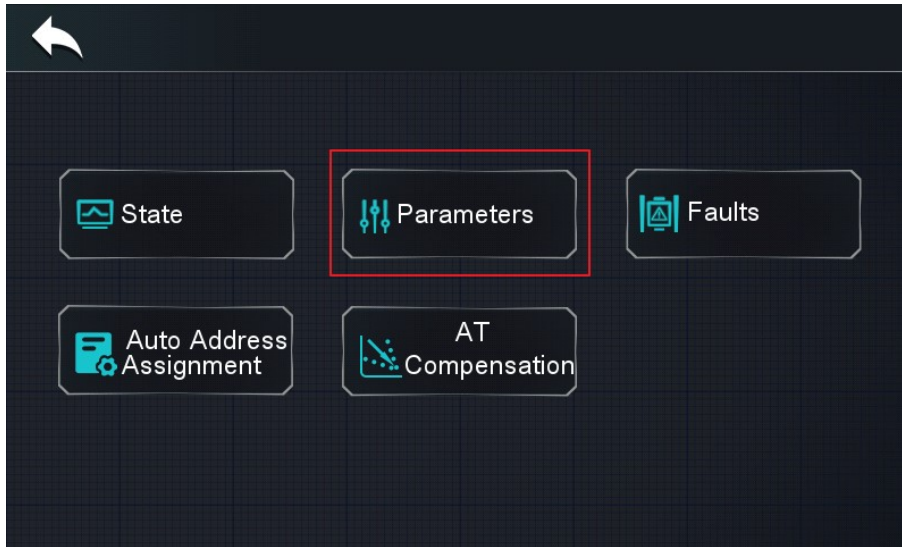 State
Parameters
Faults
Auto Address
Assignment
AT
Compensation